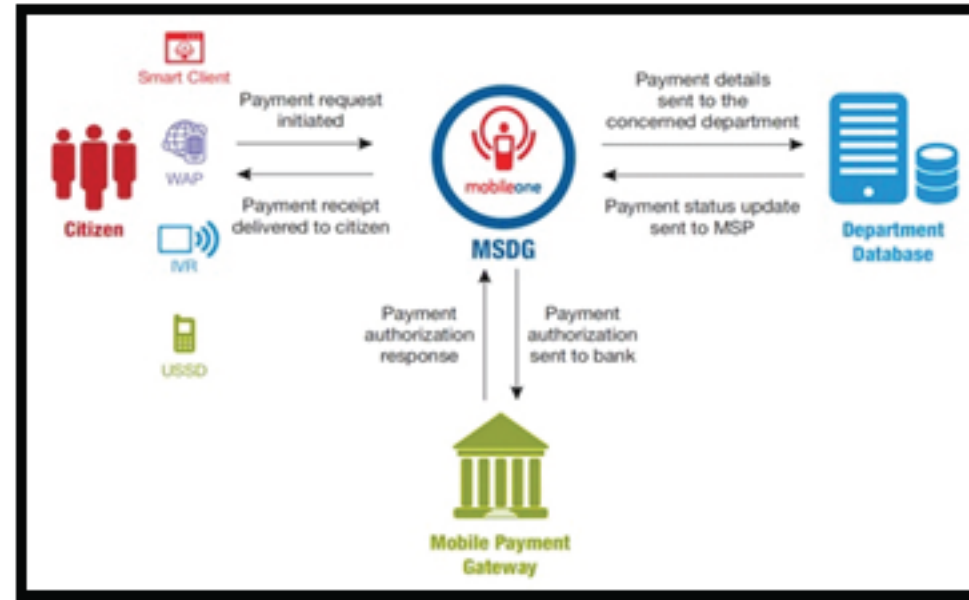 Smart Client
Citizen
WAP
IVR
USSD
Payment request
initiated
Payment receipt
delivered to citizen
mobileone
MSDG
Payment details
sent to the
concerned department
Payment status update
sent to MSP
Department
Database
Payment
authorization
response
Payment
authorization
sent to bank
Mobile Payment
Gateway